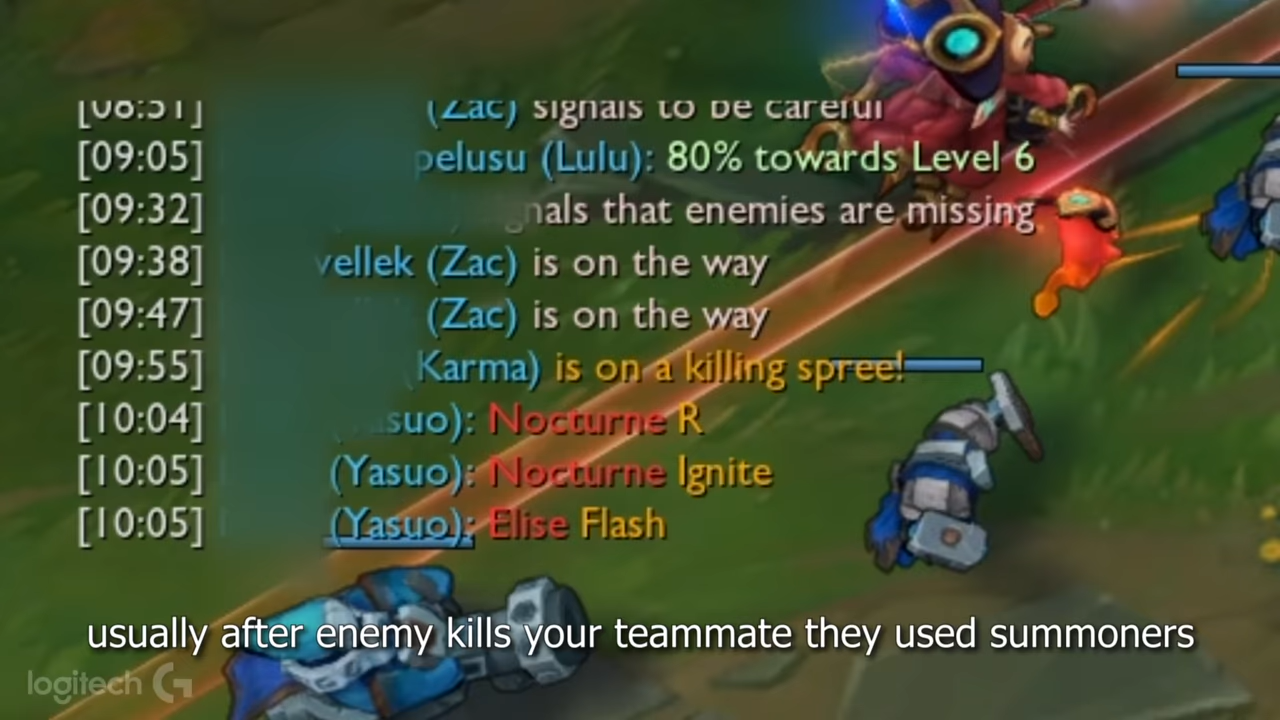 [08:51] (Zac) signals to be careful
[09:05] pelusu (Lulu): 80% towards Level 6
[09:32] nals that enemies are missing
[09:38] vellek (Zac) is on the way
[09:47] (Zac) is on the way
[09:55] Karma) is on a killing spree!
[10:04] suo): Nocturne R
[10:05] (Yasuo): Nocturne Ignite
[10:05] (Yasuo): Elise Flash
usually after enemy kills your teammate they used summoners
logitech G